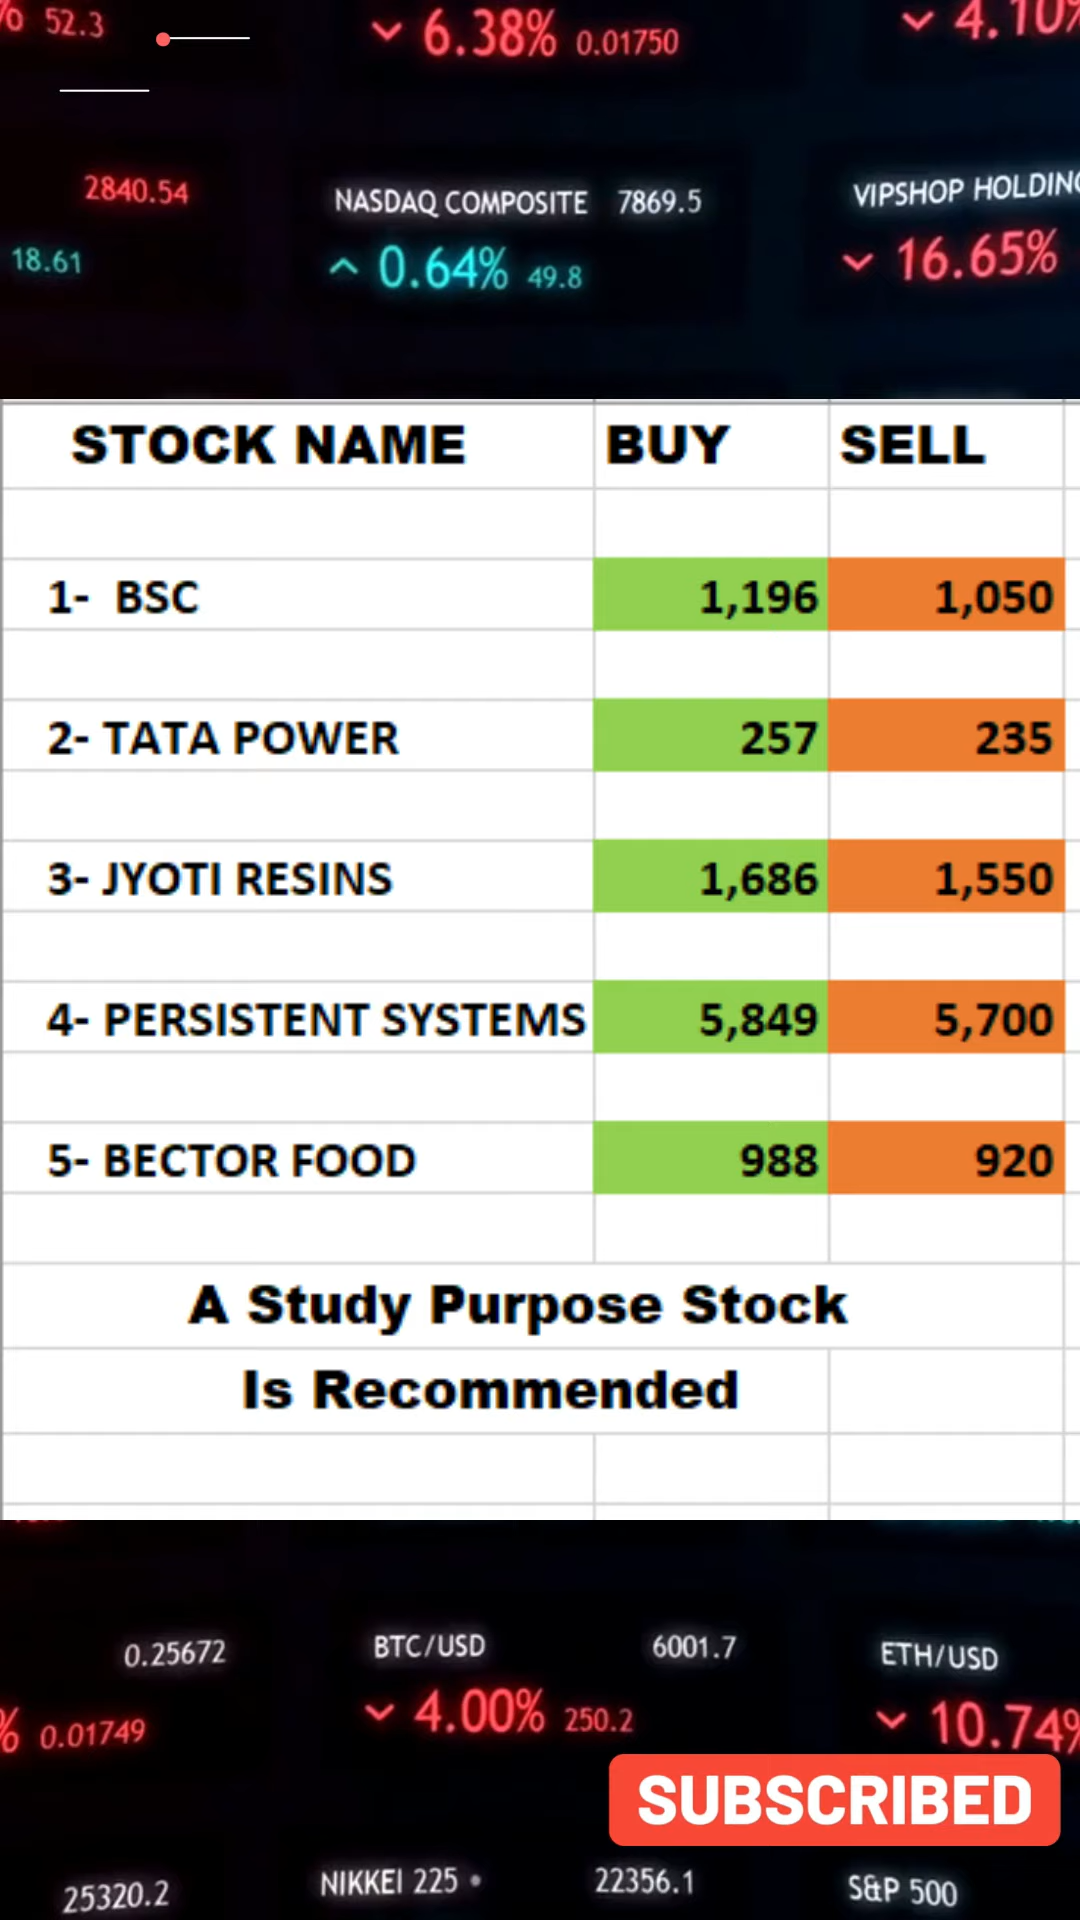 % 52.3
6.38% 0.01750
4.10%
2840.54
NASDAQ COMPOSITE 7869.5
VIPSHOP HOLDING
18.61
0.64% 49.8
16.65%
STOCK NAME BUY SELL
1- BSC 1,196 1,050
2- TATA POWER 257 235
3- JYOTI RESINS 1,686 1,550
4- PERSISTENT SYSTEMS 5,849 5,700
5- BECTOR FOOD 988 920
A Study Purpose Stock
Is Recommended
0.25672
BTC/USD 6001.7
ETH/USD
% 0.01749
4.00% 250.2
10.74%
SUBSCRIBED
25320.2
NIKKEI 225 • 22356.1
S&P 500